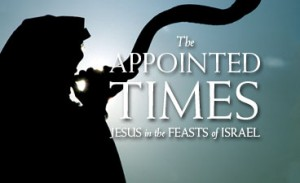 The
APPOINTED
TIMES
JESUS in the FEASTS of ISRAEL